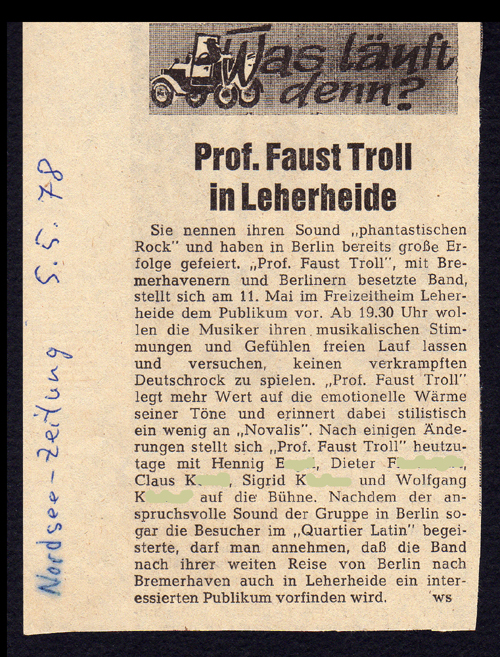 Was läuft
denn?
Prof. Faust Troll
in Leherheide
Sie nennen ihren Sound „phantastischen
Rock" und haben in Berlin bereits große Er-
folge gefeiert. „Prof. Faust Troll", mit Bre-
merhavenern und Berlinern besetzte Band,
stellt sich am 11. Mai im Freizeitheim Leher-
heide dem Publikum vor. Ab 19.30 Uhr wol-
len die Musiker ihren musikalischen Stim-
mungen und Gefühlen freien Lauf lassen
und versuchen, keinen verkrampften
Deutschrock zu spielen. „Prof. Faust Troll"
legt mehr Wert auf die emotionelle Wärme
seiner Töne und erinnert dabei stilistisch
ein wenig an „Novalis". Nach einigen Ände-
rungen stellt sich „Prof. Faust Troll" heutzu-
tage mit Hennig E , Dieter F ,
Claus K , Sigrid K und Wolfgang
K auf die Bühne. Nachdem der an-
spruchsvolle Sound der Gruppe in Berlin so-
gar die Besucher im „Quartier Latin" begei-
sterte, darf man annehmen, daß die Band
nach ihrer weiten Reise von Berlin nach
Bremerhaven auch in Leherheide ein inter-
essierten Publikum vorfinden wird. ws
Nordsee-Zeitung 5.5.78